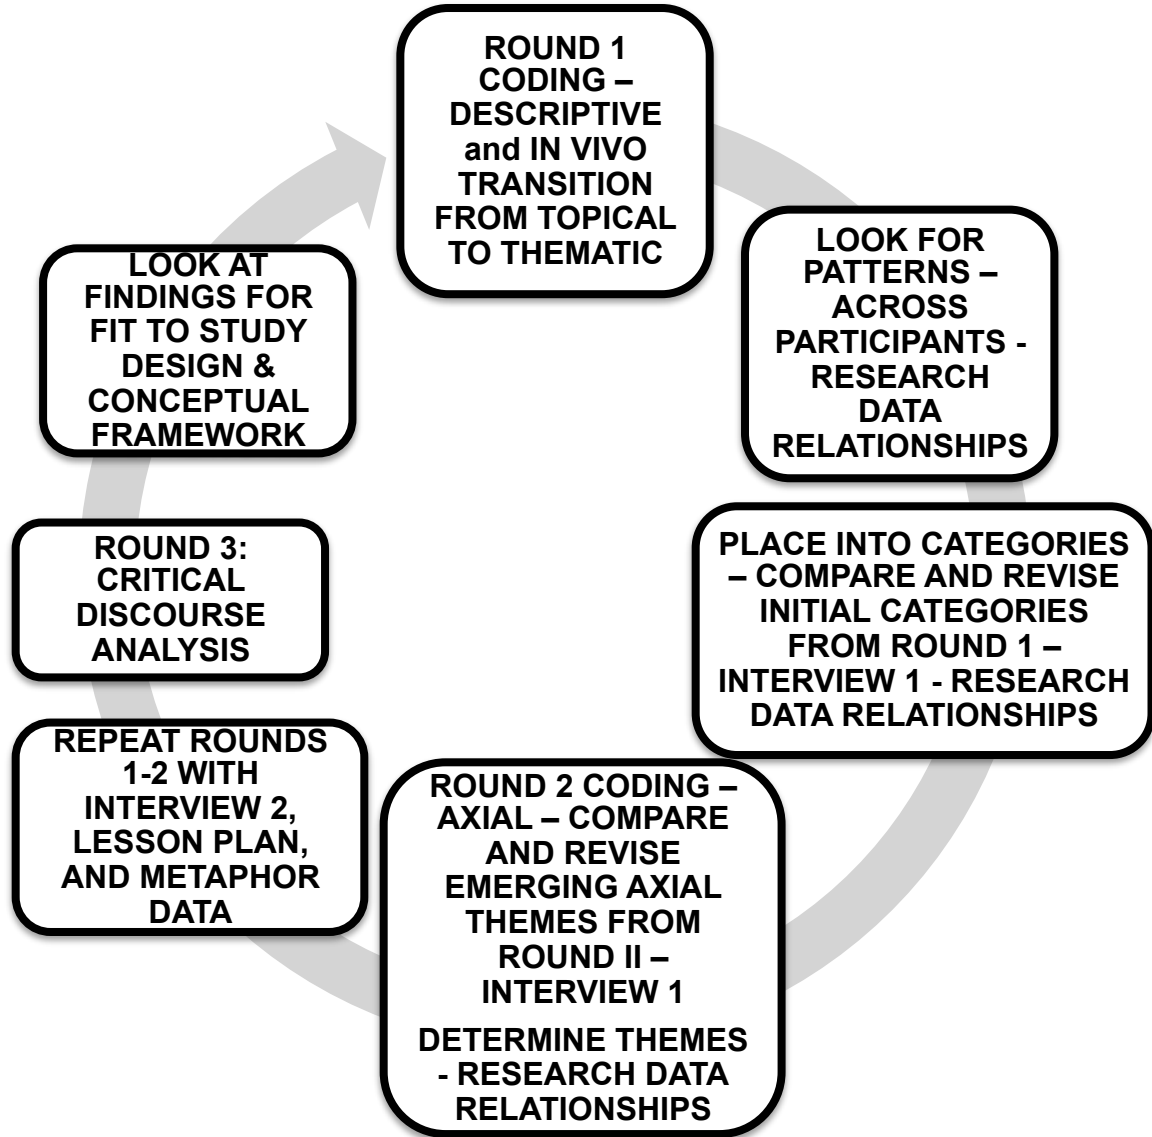 ROUND 1
CODING –
DESCRIPTIVE
and IN VIVO
TRANSITION
FROM TOPICAL
TO THEMATIC
LOOK FOR
PATTERNS –
ACROSS
PARTICIPANTS -
RESEARCH
DATA
RELATIONSHIPS
PLACE INTO CATEGORIES
– COMPARE AND REVISE
INITIAL CATEGORIES
FROM ROUND 1 –
INTERVIEW 1 - RESEARCH
DATA RELATIONSHIPS
ROUND 2 CODING –
AXIAL – COMPARE
AND REVISE
EMERGING AXIAL
THEMES FROM
ROUND II –
INTERVIEW 1
DETERMINE THEMES
- RESEARCH DATA
RELATIONSHIPS
REPEAT ROUNDS
1-2 WITH
INTERVIEW 2,
LESSON PLAN,
AND METAPHOR
DATA
ROUND 3:
CRITICAL
DISCOURSE
ANALYSIS
LOOK AT
FINDINGS FOR
FIT TO STUDY
DESIGN &
CONCEPTUAL
FRAMEWORK